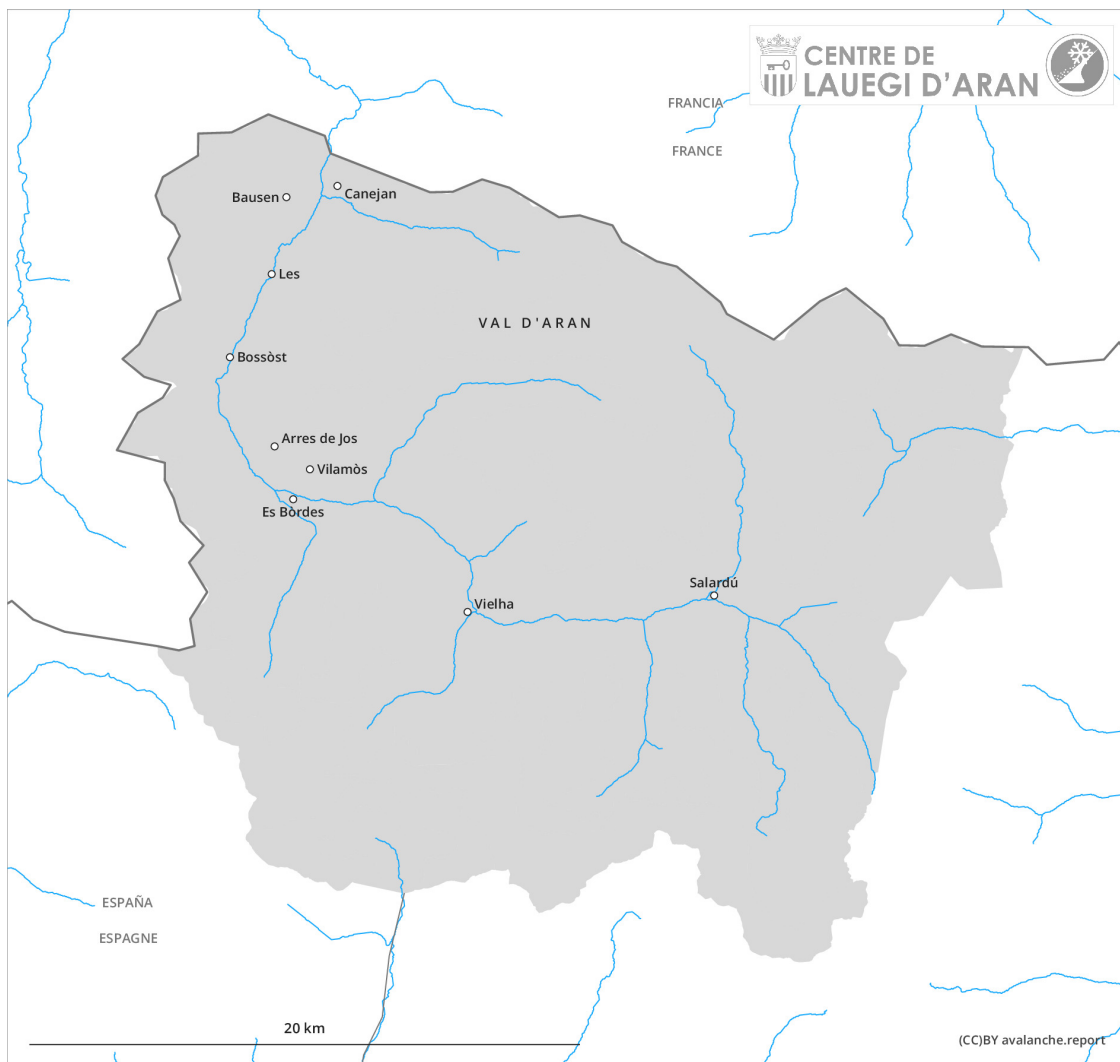 CENTRE DE
LAUEGI D'ARAN
FRANCIA
FRANCE
Canejan
Bausen
Les
VAL D'ARAN
Bossòst
Arres de Jos
Vilamòs
Es Bòrdes
Salardú
Vielha
ESPAÑA
ESPAGNE
20 km
(CC)BY avalanche.report